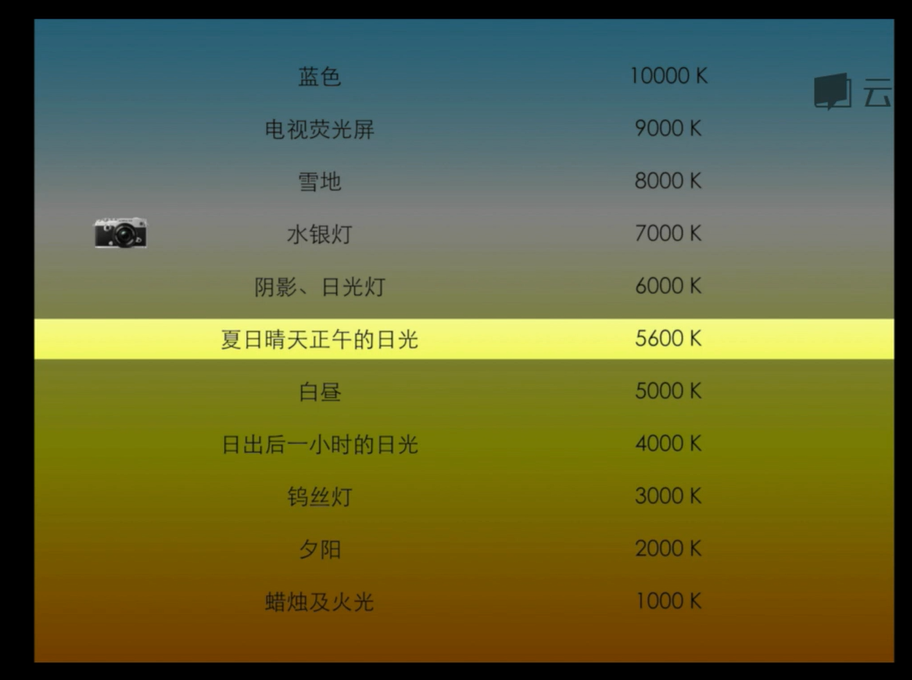 蓝色 10000 K
云
电视荧光屏 9000 K
雪地 8000 K
水银灯 7000 K
阴影、日光灯 6000 K
夏日晴天正午的日光 5600 K
白昼 5000 K
日出后一小时的日光 4000 K
钨丝灯 3000 K
夕阳 2000 K
蜡烛及火光 1000 K